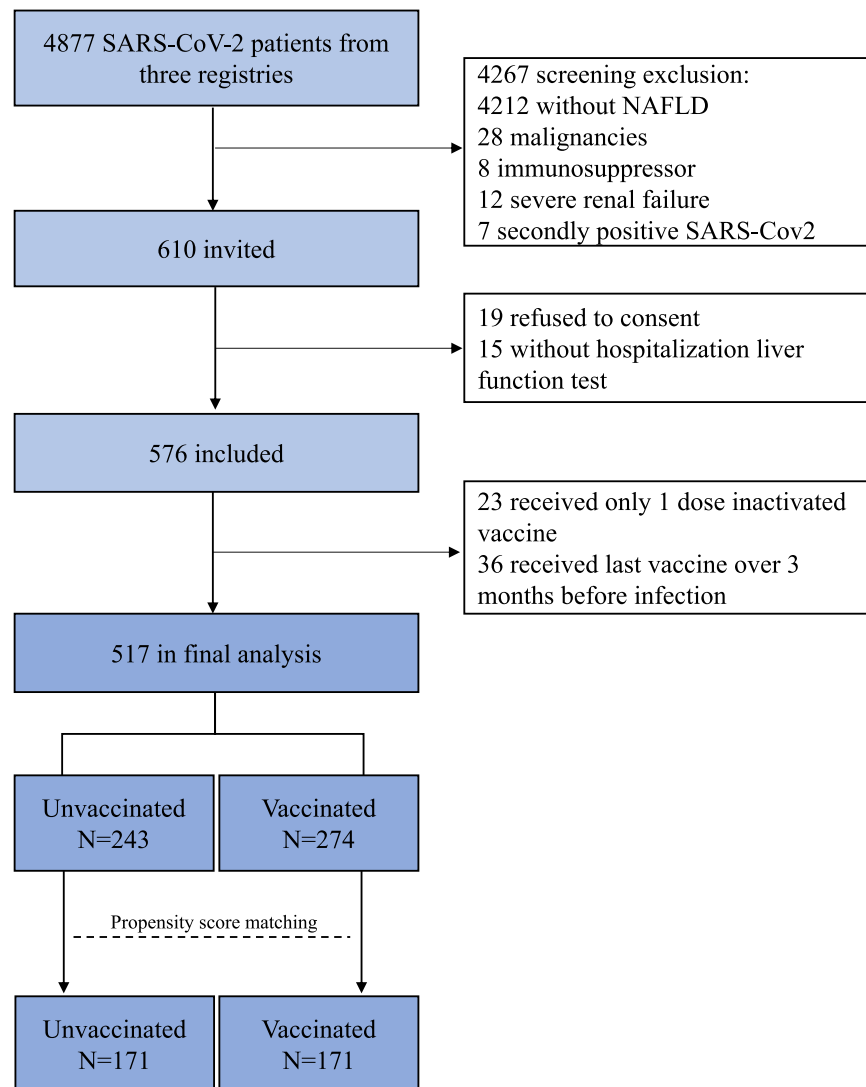 4877 SARS-CoV-2 patients from
three registries
4267 screening exclusion:
4212 without NAFLD
28 malignancies
8 immunosuppressor
12 severe renal failure
7 secondly positive SARS-Cov2
610 invited
19 refused to consent
15 without hospitalization liver
function test
576 included
23 received only 1 dose inactivated
vaccine
36 received last vaccine over 3
months before infection
517 in final analysis
Unvaccinated
N=243
Vaccinated
N=274
Propensity score matching
Unvaccinated
N=171
Vaccinated
N=171